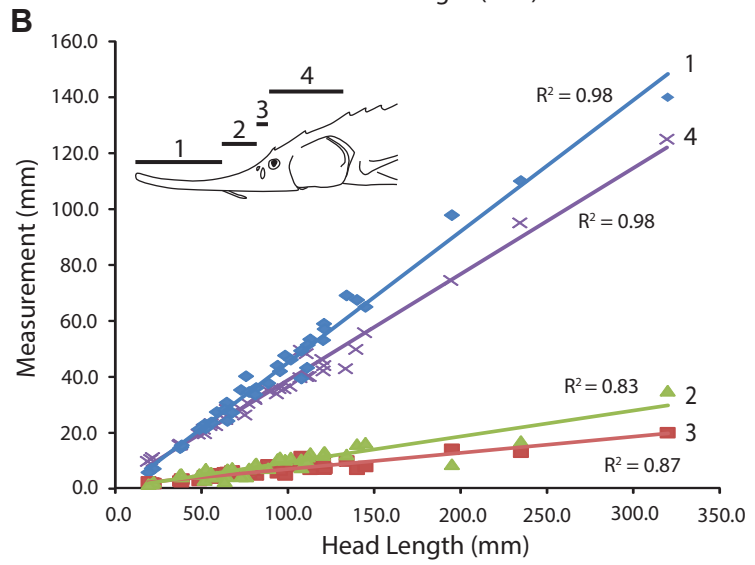 B
160.0
140.0
120.0
100.0
80.0
60.0
40.0
20.0
0.0
Measurement (mm)
1
2
3
4
R² = 0.98
1
4
R² = 0.98
R² = 0.83
2
3
R² = 0.87
0.0 50.0 100.0 150.0 200.0 250.0 300.0 350.0
Head Length (mm)